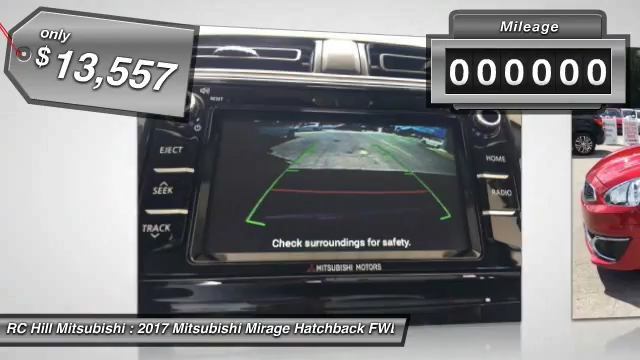 only
$13,557
Mileage
000000
EJECT
SEEK
TRACK
HOME
RADIO
Check surroundings for safety.
MITSUBISHI MOTORS
RC Hill Mitsubishi : 2017 Mitsubishi Mirage Hatchback FWD